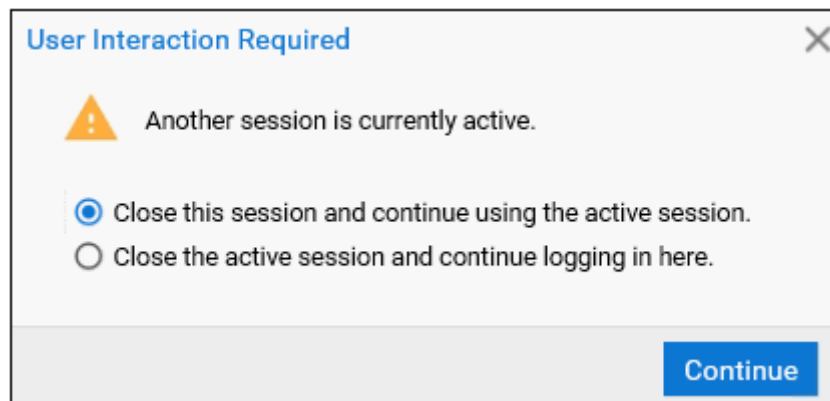 User Interaction Required
Another session is currently active.
Close this session and continue using the active session.
Close the active session and continue logging in here.
Continue